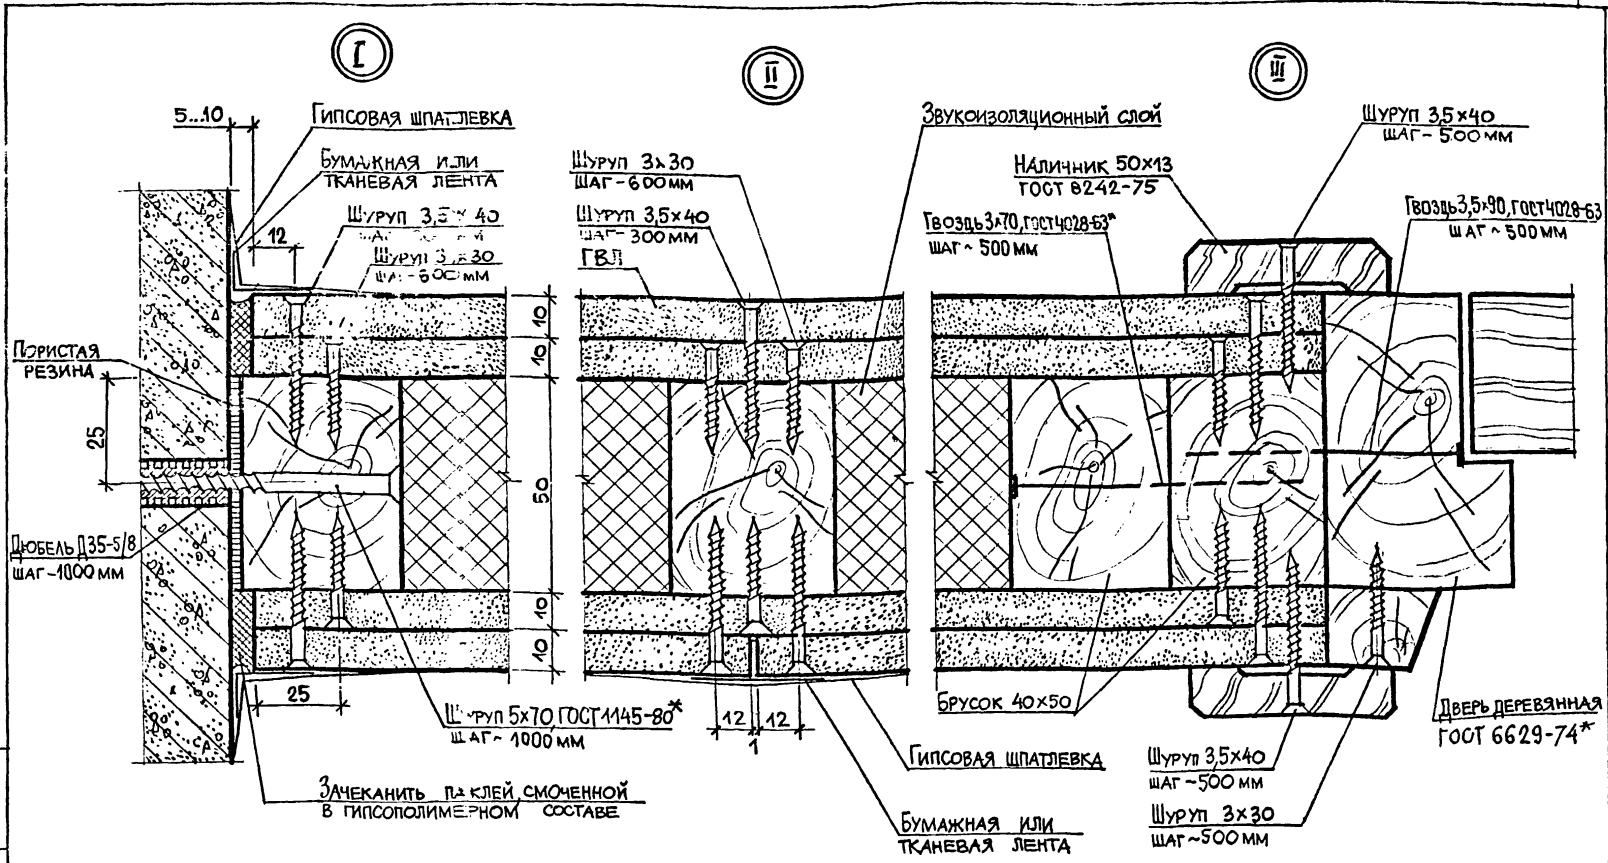 I
II
III
5...10
ГИПСОВАЯ ШПАТЛЕВКА
БУМАЖНАЯ ИЛИ
ТКАНЕВАЯ ЛЕНТА
ШУРУП 3,5 × 40
12
ШУРУП 3×30
ШАГ-600 ММ
ПОРИСТАЯ
РЕЗИНА
25
ДЮБЕЛЬ Д35-5/8
ШАГ-1000 ММ
25
ШУРУП 5×70, ГОСТ 1145-80*
ШАГ~ 1000 ММ
ЗАЧЕКАНИТЬ ПАКЛЕЙ, СМОЧЕННОЙ
В ГИПСОПОЛИМЕРНОМ СОСТАВЕ
10
10
50
10
10
ШУРУП 3×30
ШАГ-600 ММ
ШУРУП 3,5×40
ШАГ-300 ММ
ГВЛ
ЗВУКОИЗОЛЯЦИОННЫЙ СЛОЙ
12
12
1
ГИПСОВАЯ ШПАТЛЕВКА
БУМАЖНАЯ ИЛИ
ТКАНЕВАЯ ЛЕНТА
ШУРУП 3,5×40
ШАГ- 500 ММ
НАЛИЧНИК 50×13
ГОСТ 8242-75
ГВОЗДЬ 3×70, ГОСТ 4028-63*
ШАГ ~ 500 ММ
ГВОЗДЬ 3,5×90, ГОСТ 4028-63
ШАГ ~ 500 ММ
БРУСОК 40×50
ДВЕРЬ ДЕРЕВЯННАЯ
ГОСТ 6629-74*
ШУРУП 3,5×40
ШАГ ~500 ММ
ШУРУП 3×30
ШАГ~500 ММ